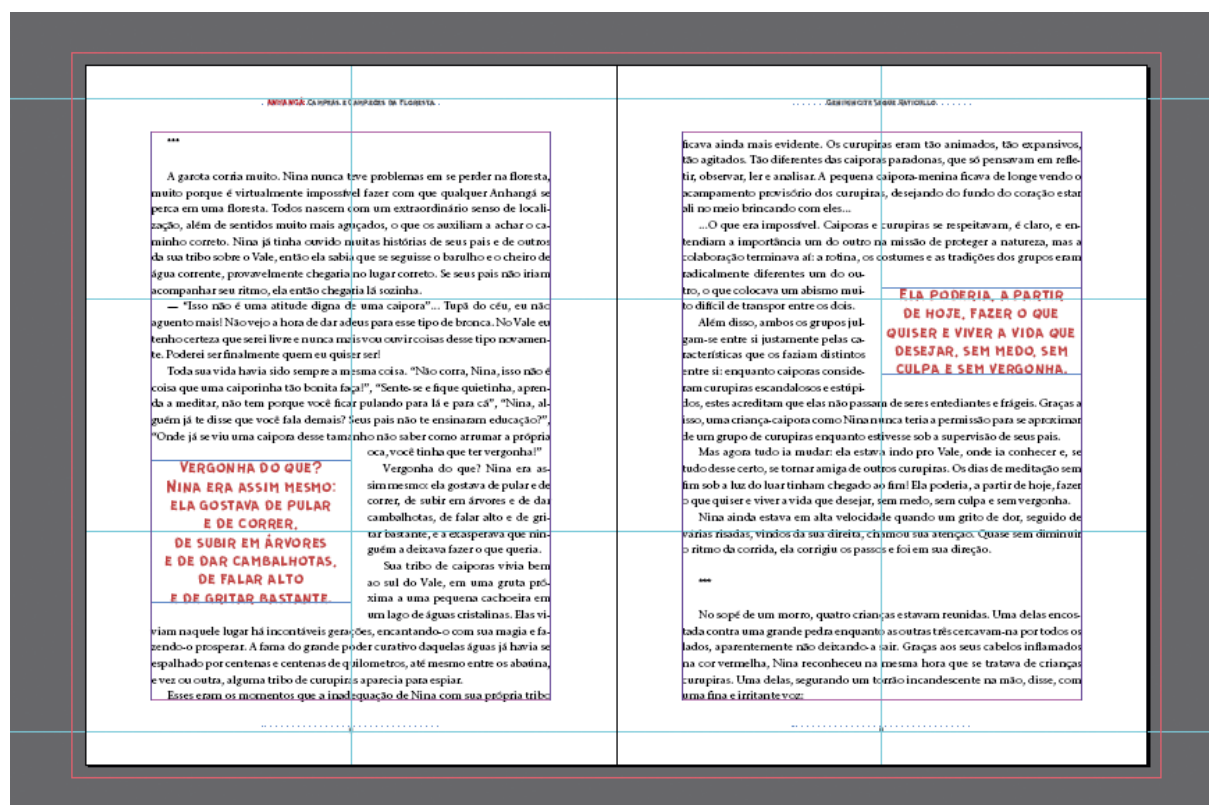 Anhangá: Caiporas e Campeões da Floresta
***
A garota corria muito. Nina nunca teve problemas em se perder na floresta,
muito porque é virtualmente impossível fazer com que qualquer Anhangá se
perca em uma floresta. Todos nascem com um extraordinário senso de locali-
zação, além de sentidos muito mais aguçados, o que os auxiliam a achar o ca-
minho correto. Nina já tinha ouvido muitas histórias de seus pais e de outros
da sua tribo sobre o Vale, então ela sabia que se seguisse o barulho e o cheiro de
água corrente, provavelmente chegaria no lugar correto. Se seus pais não iriam
acompanhar seu ritmo, ela então chegaria lá sozinha.
— “Isso não é uma atitude digna de uma caipora”... Tupã do céu, eu não
aguento mais! Não vejo a hora de dar adeus para esse tipo de bronca. No Vale eu
tenho certeza que serei livre e nunca mais vou ouvir coisas desse tipo novamen-
te. Poderei ser finalmente quem eu quiser ser!
Toda sua vida havia sido sempre a mesma coisa. “Não corra, Nina, isso não é
coisa que uma caiporinha tão bonita faça!”, “Sente-se e fique quietinha, apren-
da a meditar, não tem porque você ficar pulando para lá e para cá”, “Nina, al-
guém já te disse que você fala demais? Seus pais não te ensinaram educação?”,
“Onde já se viu uma caipora desse tamanho não saber como arrumar a própria
oca, você tinha que ter vergonha!”
Vergonha do que? Nina era as-
sim mesmo: ela gostava de pular e de
correr, de subir em árvores e de dar
cambalhotas, de falar alto e de gri-
tar bastante, e a exasperava que nin-
guém a deixava fazer o que queria.
Sua tribo de caiporas vivia bem
ao sul do Vale, em uma gruta pró-
xima a uma pequena cachoeira em
um lago de águas cristalinas. Elas vi-
viam naquele lugar há incontáveis gerações, encantando-o com sua magia e fa-
zendo-o prosperar. A fama do grande poder curativo daquelas águas já havia se
espalhado por centenas e centenas de quilometros, até mesmo entre os abaúna,
e vez ou outra, alguma tribo de curupiras aparecia para espiar.
Esses eram os momentos que a inadequação de Nina com sua própria tribo
Vergonha do que?
Nina era assim mesmo:
ela gostava de pular
e de correr,
de subir em árvores
e de dar cambalhotas,
de falar alto
e de gritar bastante.
ficava ainda mais evidente. Os curupiras eram tão animados, tão expansivos,
tão agitados. Tão diferentes das caiporas paradonas, que só pensavam em refle-
tir, observar, ler e analisar. A pequena caipora-menina ficava de longe vendo o
acampamento provisório dos curupiras, desejando do fundo do coração estar
ali no meio brincando com eles...
...O que era impossível. Caiporas e curupiras se respeitavam, é claro, e en-
tendiam a importância um do outro na missão de proteger a natureza, mas a
colaboração terminava aí: a rotina, os costumes e as tradições dos grupos eram
radicalmente diferentes um do ou-
tro, o que colocava um abismo mui-
to difícil de transpor entre os dois.
Além disso, ambos os grupos jul-
gam-se entre si justamente pelas ca-
racterísticas que os faziam distintos
entre si: enquanto caiporas conside-
ram curupiras escandalosos e estúpi-
dos, estes acreditam que elas não passam de seres entediantes e frágeis. Graças a
isso, uma criança-caipora como Nina nunca teria a permissão para se aproximar
de um grupo de curupiras enquanto estivesse sob a supervisão de seus pais.
Mas agora tudo ia mudar: ela estava indo pro Vale, onde ia conhecer e, se
tudo desse certo, se tornar amiga de outros curupiras. Os dias de meditação sem
fim sob a luz do luar tinham chegado ao fim! Ela poderia, a partir de hoje, fazer
o que quiser e viver a vida que desejar, sem medo, sem culpa e sem vergonha.
Nina ainda estava em alta velocidade quando um grito de dor, seguido de
várias risadas, vindos da sua direita, chamou sua atenção. Quase sem diminuir
o ritmo da corrida, ela corrigiu os passos e foi em sua direção.
Ela poderia, a partir
de hoje, fazer o que
quiser e viver a vida que
desejar, sem medo, sem
culpa e sem vergonha.
***
No sopé de um morro, quatro crianças estavam reunidas. Uma delas encos-
tada contra uma grande pedra enquanto as outras três cercavam-na por todos os
lados, aparentemente não deixando-a sair. Graças aos seus cabelos inflamados
na cor vermelha, Nina reconheceu na mesma hora que se tratava de crianças
curupiras. Uma delas, segurando um torrão incandescente na mão, disse, com
uma fina e irritante voz: